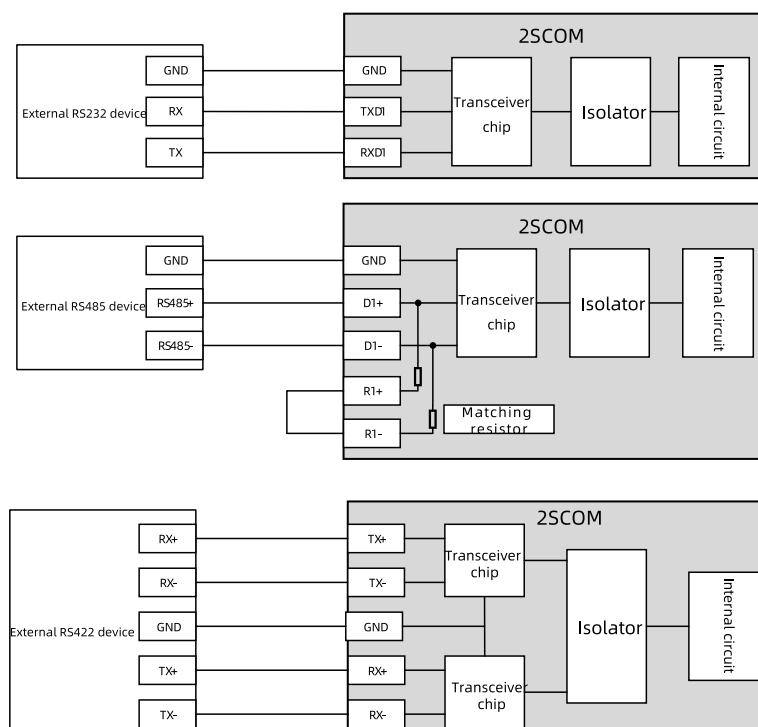 2SCOM
GND
GND
External RS232 device
RX
TXD1
Transceiver
chip
Isolator
Internal circuit
TX
RXD1
2SCOM
GND
GND
External RS485 device
RS485+
D1+
Transceiver
chip
Isolator
Internal circuit
RS485-
D1-
R1+
R1-
Matching
resistor
2SCOM
RX+
TX+
Transceiver
chip
RX-
TX-
External RS422 device
GND
GND
Isolator
Internal circuit
TX+
RX+
Transceiver
chip
TX-
RX-